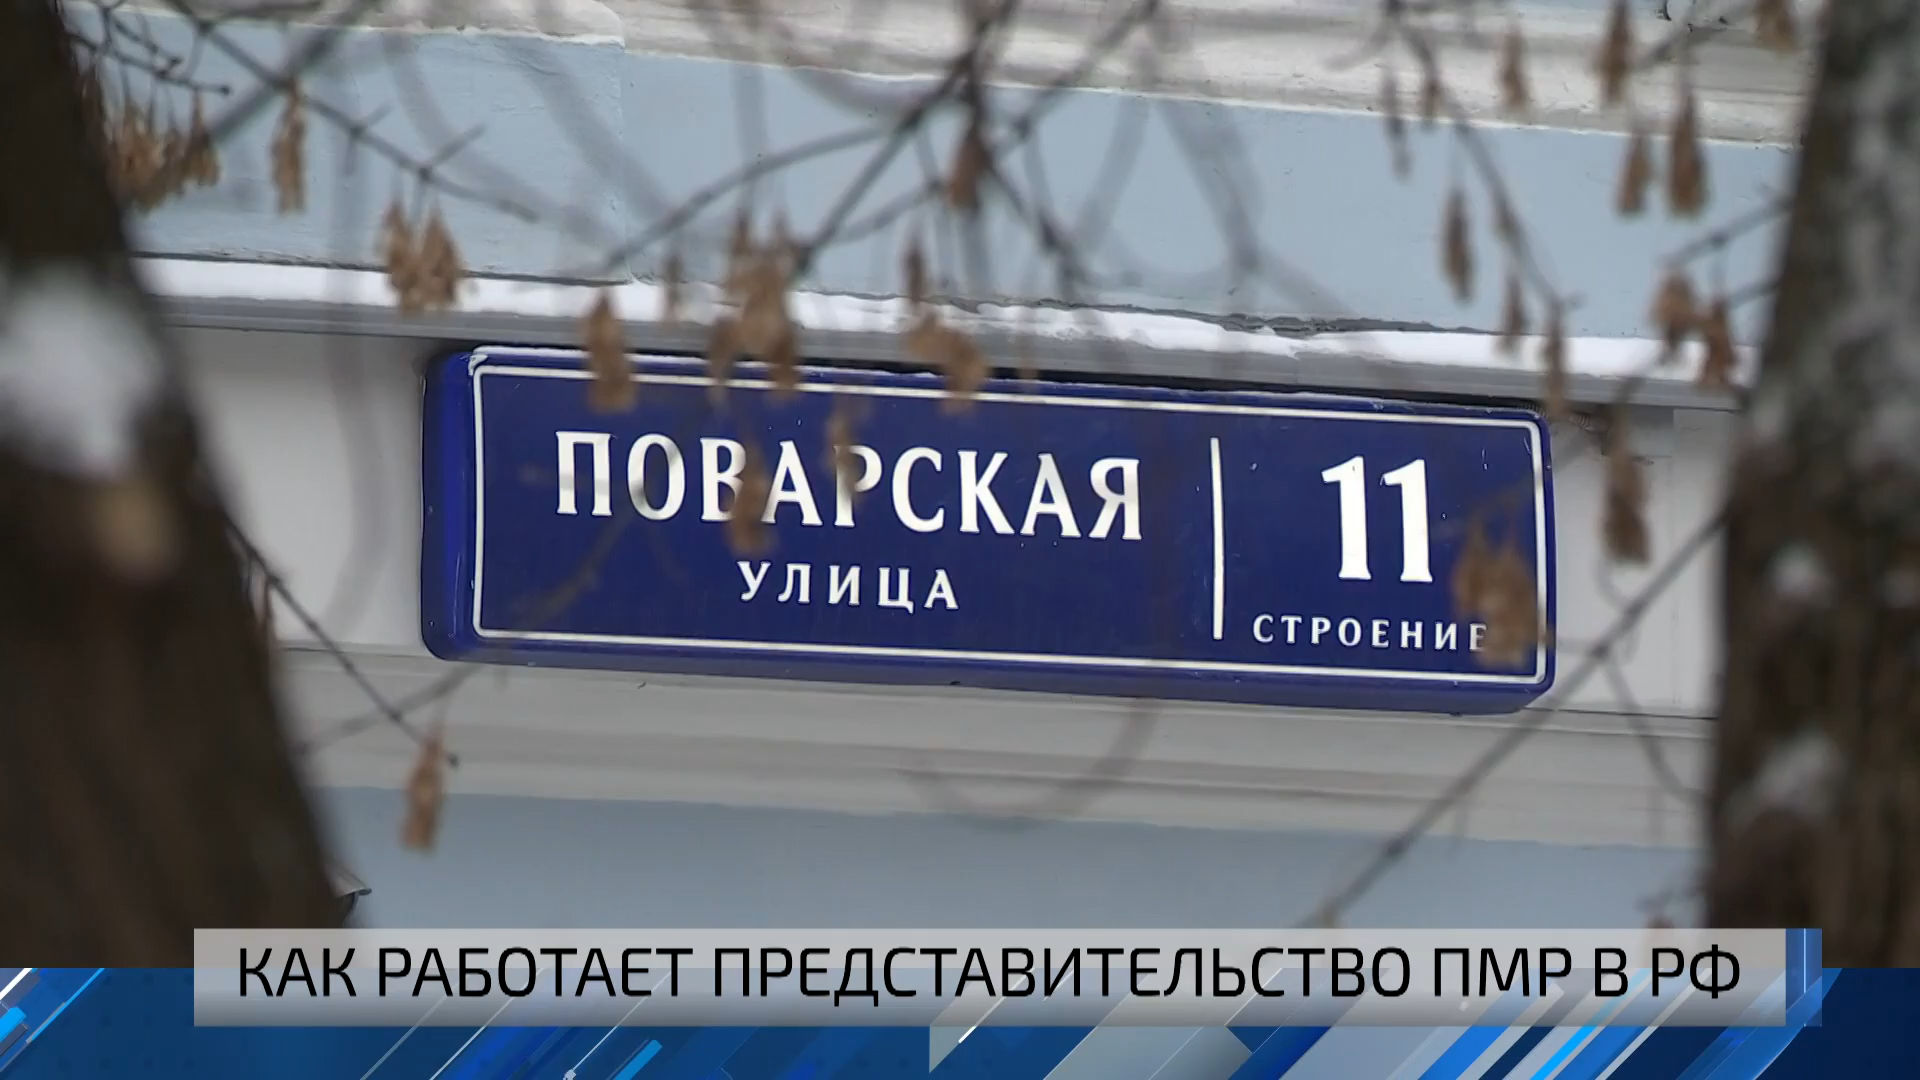 ПОВАРСКАЯ
УЛИЦА
11
СТРОЕНИЕ
КАК РАБОТАЕТ ПРЕДСТАВИТЕЛЬСТВО ПМР В РФ